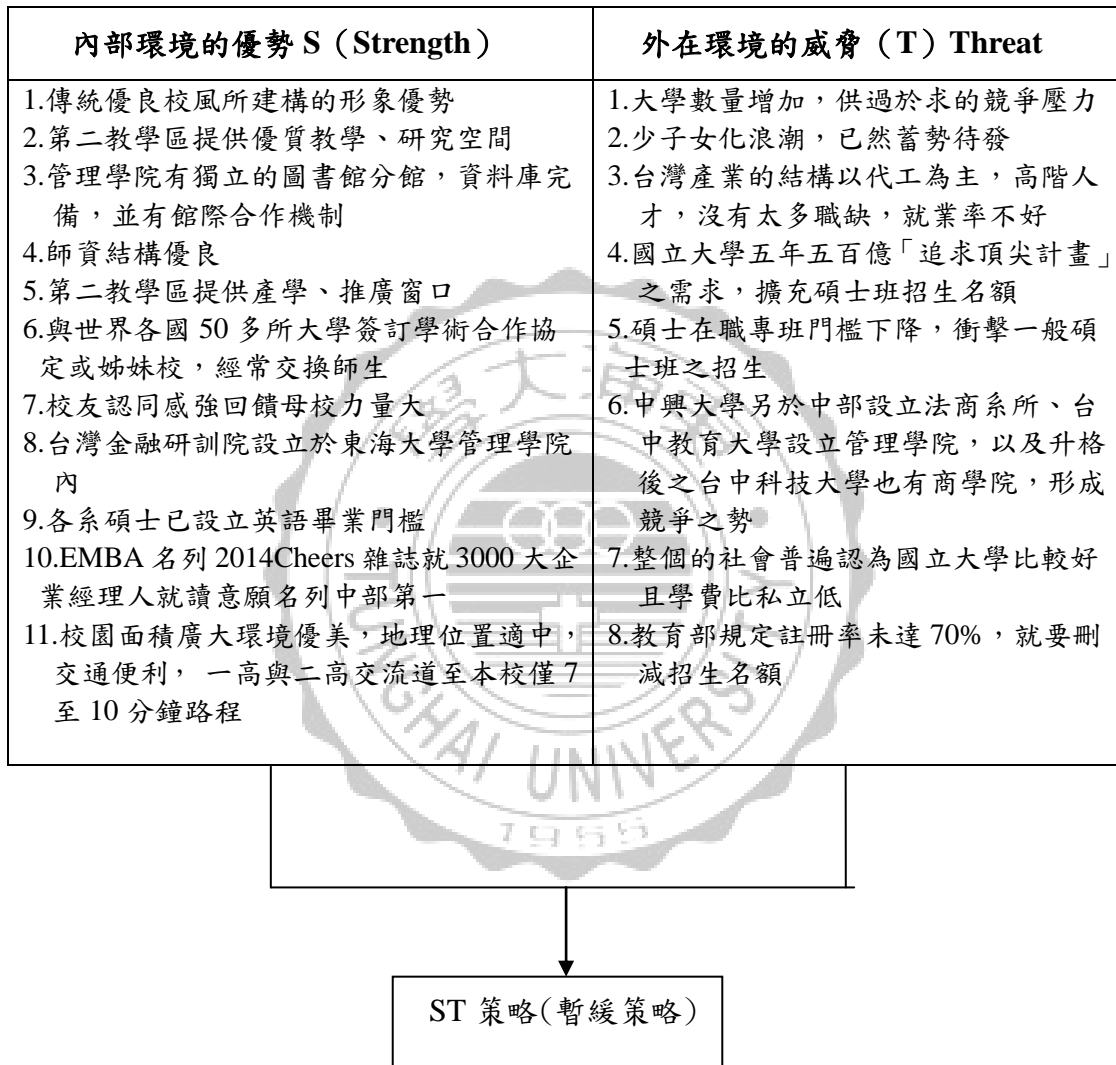 內部環境的優勢 S（Strength）
外在環境的威脅（T）Threat
1.傳統優良校風所建構的形象優勢
2.第二教學區提供優質教學、研究空間
3.管理學院有獨立的圖書館分館，資料庫完
備，並有館際合作機制
4.師資結構優良
5.第二教學區提供產學、推廣窗口
6.與世界各國 50 多所大學簽訂學術合作協
定或姊妹校，經常交換師生
7.校友認同感強回饋母校力量大
8.台灣金融研訓院設立於東海大學管理學院
內
9.各系碩士已設立英語畢業門檻
10.EMBA 名列 2014Cheers 雜誌就 3000 大企
業經理人就讀意願名列中部第一
11.校園面積廣大環境優美，地理位置適中，
交通便利， 一高與二高交流道至本校僅 7
至 10 分鐘路程
1.大學數量增加，供過於求的競爭壓力
2.少子女化浪潮，已然蓄勢待發
3.台灣產業的結構以代工為主，高階人
才，沒有太多職缺，就業率不好
4.國立大學五年五百億「追求頂尖計畫」
之需求，擴充碩士班招生名額
5.碩士在職專班門檻下降，衝擊一般碩
士班之招生
6.中興大學另於中部設立法商系所、台
中教育大學設立管理學院，以及升格
後之台中科技大學也有商學院，形成
競爭之勢
7.整個的社會普遍認為國立大學比較好
且學費比私立低
8.教育部規定註冊率未達 70%，就要刪
減招生名額
學大海東
TUNGHAI UNIVERSITY
1955
ST 策略(暫緩策略)